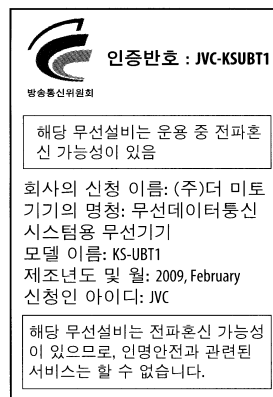 인증번호 : JVC-KSUBT1
방송통신위원회
해당 무선설비는 운용 중 전파혼
신 가능성이 있음
회사의 신청 이름: (주)더 미토
기기의 명청: 무선데이터통신
시스템용 무선기기
모델 이름: KS-UBT1
제조년도 및 월: 2009, February
신청인 아이디: JVC
해당 무선설비는 전파혼신 가능성
이 있으므로, 인명안전과 관련된
서비스는 할 수 없습니다.